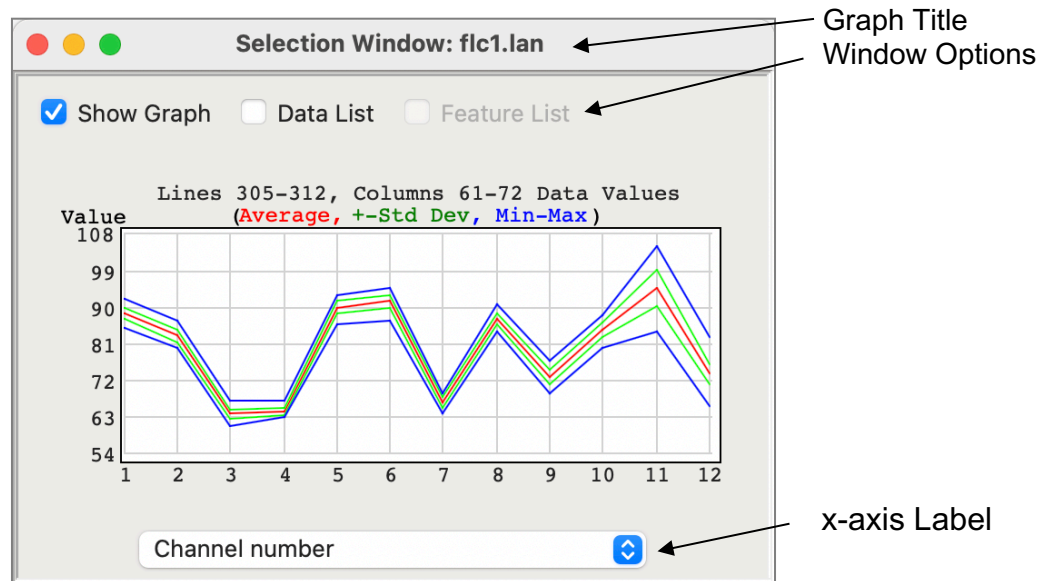 Selection Window: flc1.lan
Graph Title
Window Options
Show Graph Data List Feature List
Lines 305-312, Columns 61-72 Data Values
Value (Average, +-Std Dev, Min-Max)
108
99
90
81
72
63
54
1 2 3 4 5 6 7 8 9 10 11 12
Channel number
x-axis Label